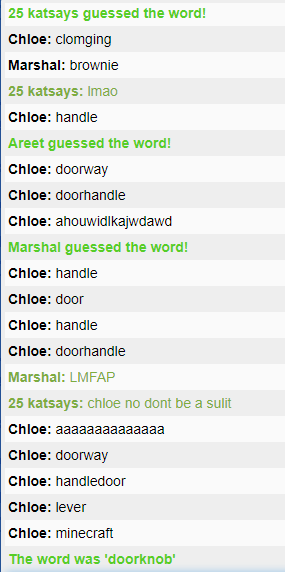 25 katsays guessed the word!
Chloe: clomging
Marshal: brownie
25 katsays: lmao
Chloe: handle
Areet guessed the word!
Chloe: doorway
Chloe: doorhandle
Chloe: ahouwidlkajwdawd
Marshal guessed the word!
Chloe: handle
Chloe: door
Chloe: handle
Chloe: doorhandle
Marshal: LMFAP
25 katsays: chloe no dont be a sulit
Chloe: aaaaaaaaaaaaaa
Chloe: doorway
Chloe: handledoor
Chloe: lever
Chloe: minecraft
The word was 'doorknob'